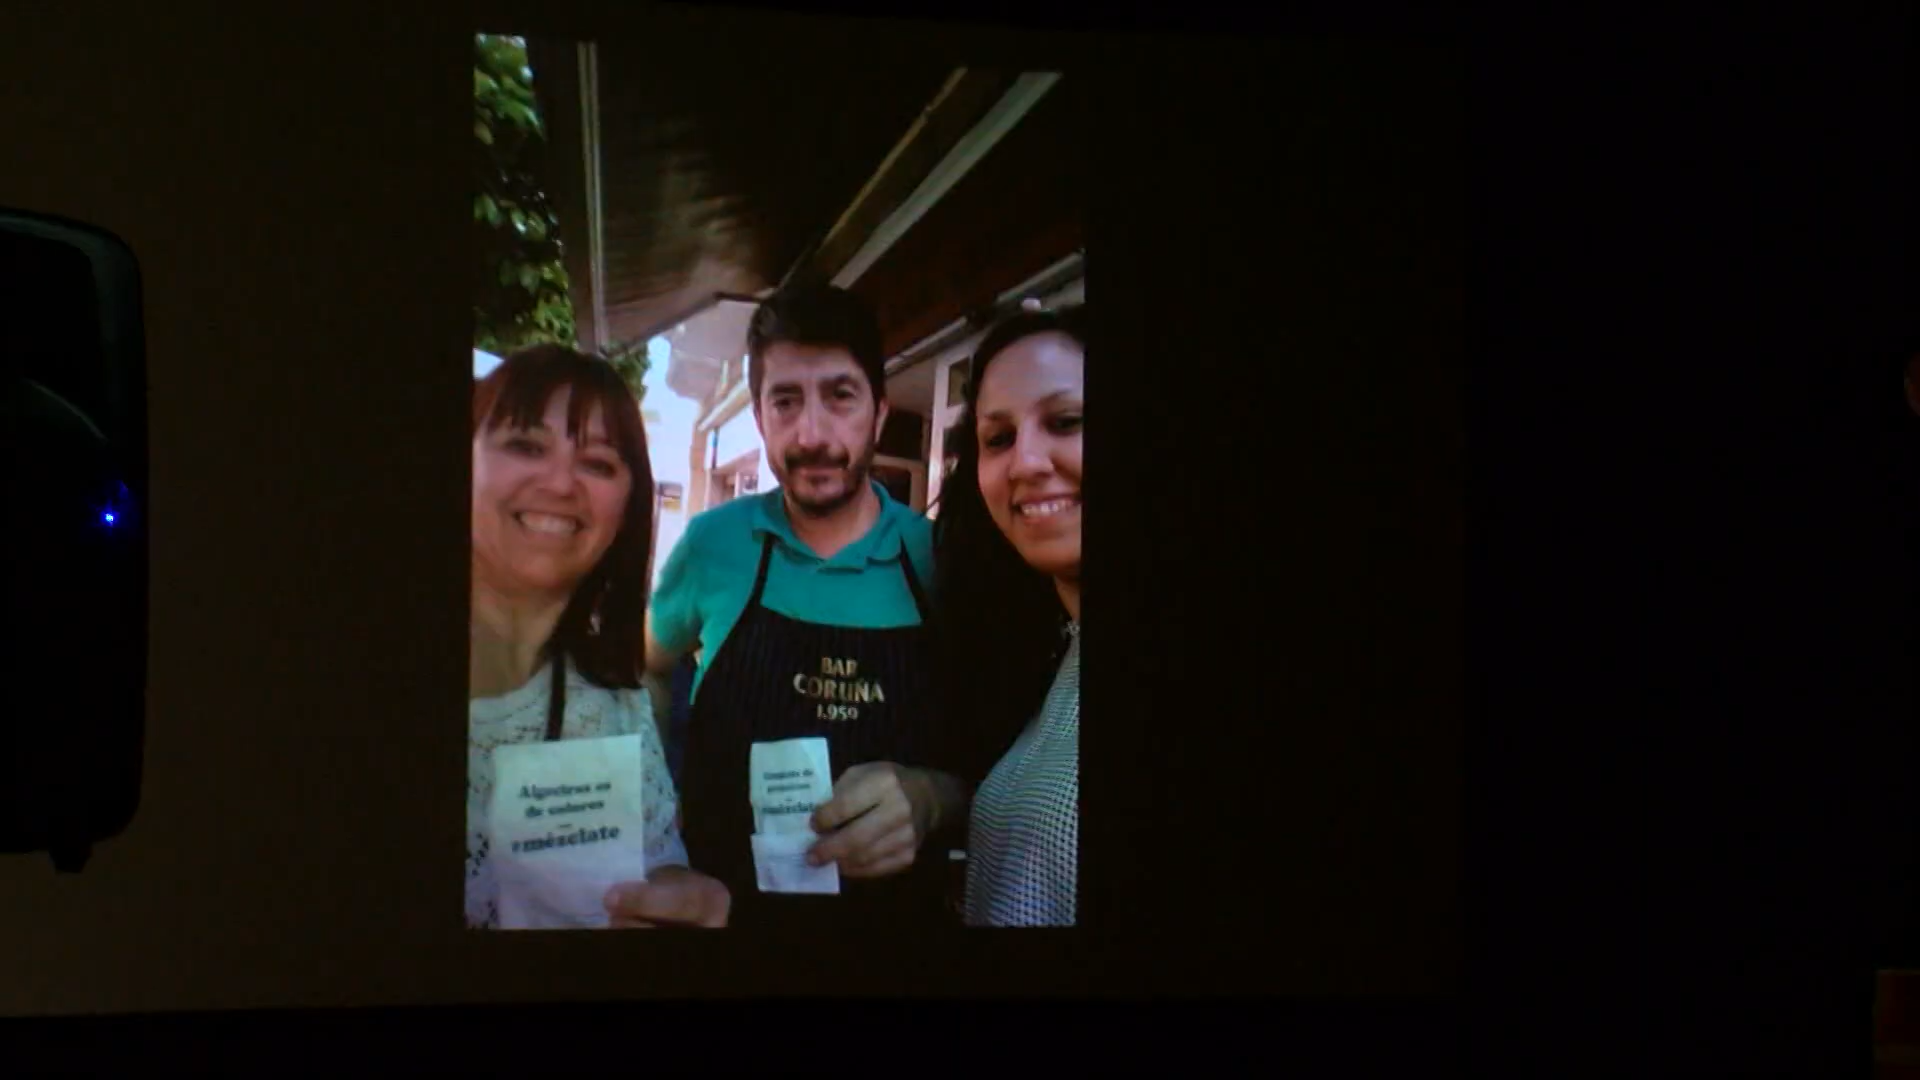 BAR
CORUÑA
1.959
Algeciras es
de colores
#mézclate
#mézclate